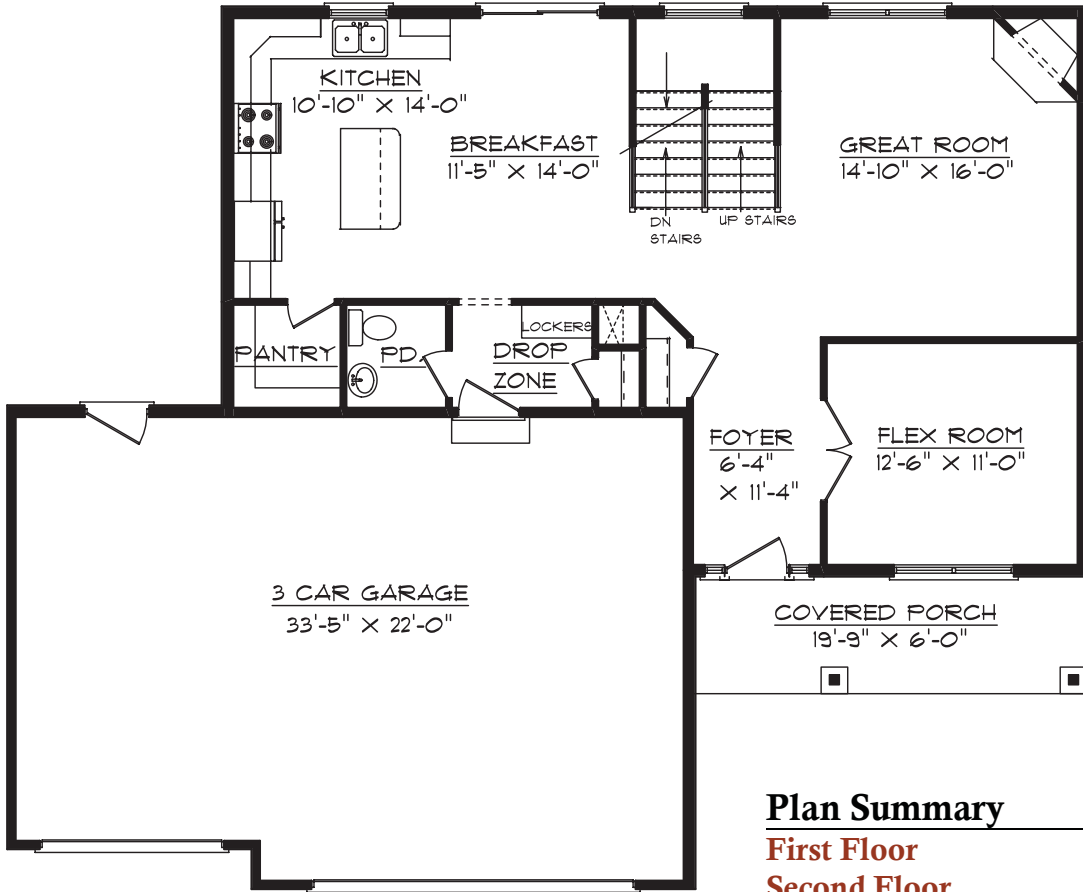 KITCHEN
10'-10" X 14'-0"
BREAKFAST
11'-5" X 14'-0"
GREAT ROOM
14'-10" X 16'-0"
DN
STAIRS
UP STAIRS
PANTRY
PD.
LOCKERS
DROP
ZONE
FOYER
6'-4"
X 11'-4"
FLEX ROOM
12'-6" X 11'-0"
3 CAR GARAGE
33'-5" X 22'-0"
COVERED PORCH
19'-9" X 6'-0"
Plan Summary
First Floor
Second Floor